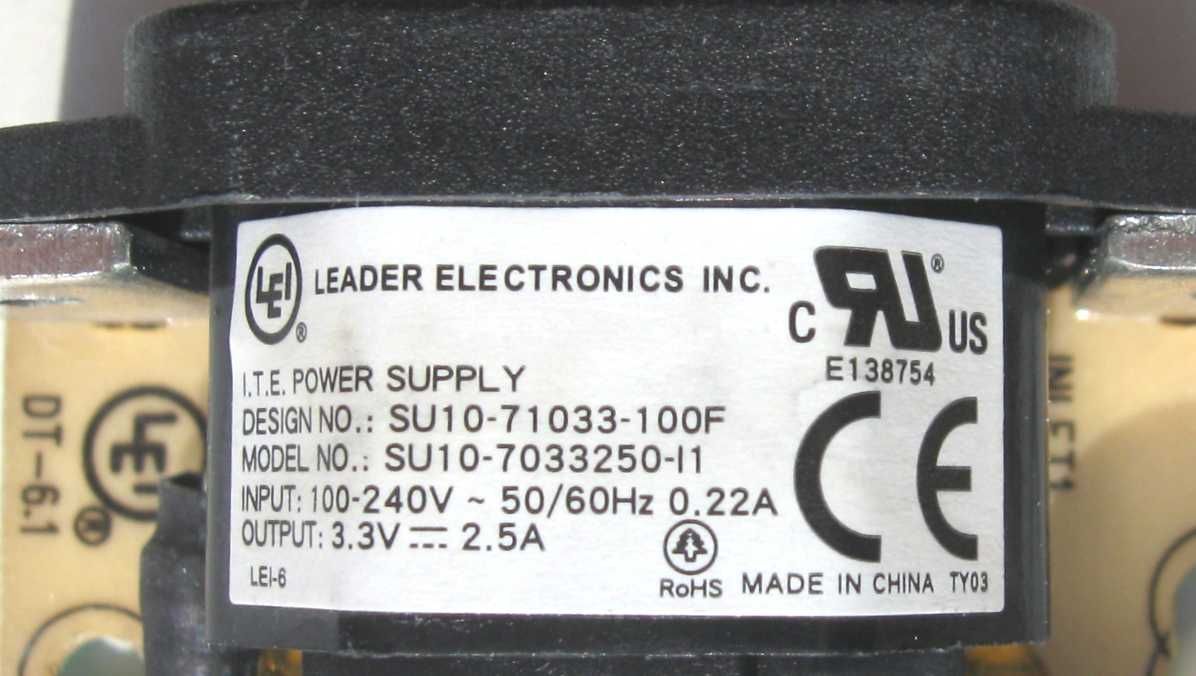 LEI ® LEADER ELECTRONICS INC.
C RU ® US
E138754
I.T.E. POWER SUPPLY
DESIGN NO.: SU10-71033-100F
MODEL NO.: SU10-7033250-I1
INPUT: 100-240V ~ 50/60Hz 0.22A
OUTPUT: 3.3V ⎓ 2.5A
CE
LEI-6
RoHS MADE IN CHINA TY03
DT-6.1
LEI ®
INLET1